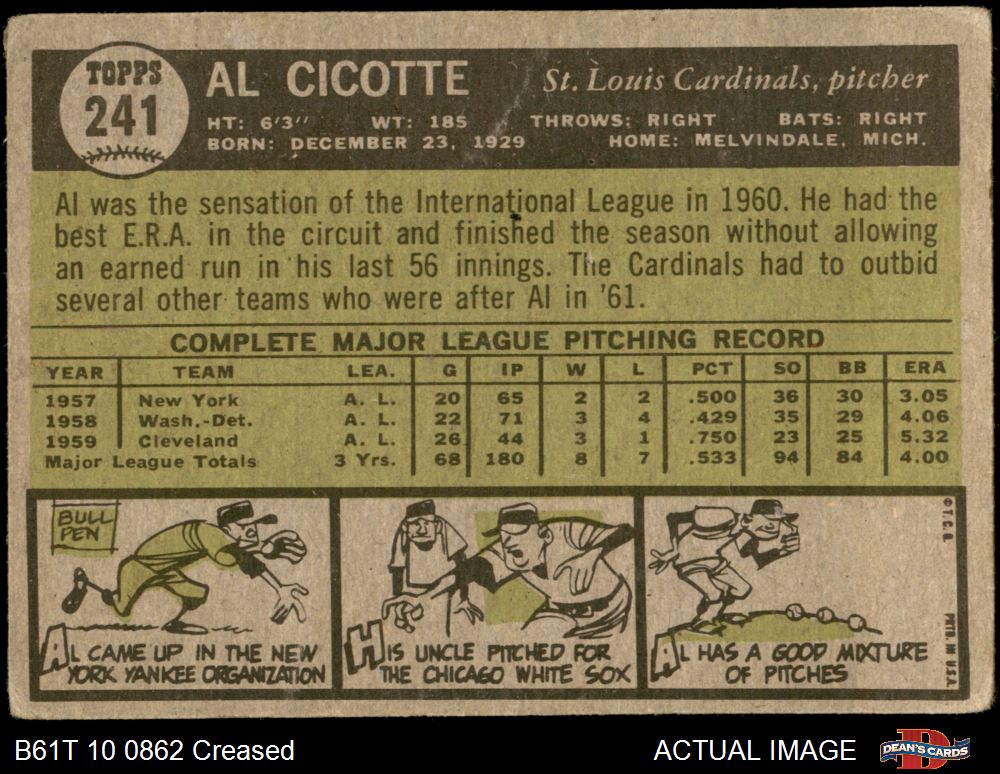 TOPPS
241
AL CICOTTE
St. Louis Cardinals, pitcher
HT: 6'3" WT: 185 THROWS: RIGHT BATS: RIGHT
BORN: DECEMBER 23, 1929 HOME: MELVINDALE, MICH.
Al was the sensation of the International League in 1960. He had the
best E.R.A. in the circuit and finished the season without allowing
an earned run in his last 56 innings. The Cardinals had to outbid
several other teams who were after Al in '61.
COMPLETE MAJOR LEAGUE PITCHING RECORD
YEAR TEAM LEA. G IP W L PCT SO BB ERA
1957 New York A. L. 20 65 2 2 .500 36 30 3.05
1958 Wash.-Det. A. L. 22 71 3 4 .429 35 29 4.06
1959 Cleveland A. L. 26 44 3 1 .750 23 25 5.32
Major League Totals 3 Yrs. 68 180 8 7 .533 94 84 4.00
BULL
PEN
AL CAME UP IN THE NEW
YORK YANKEE ORGANIZATION
HIS UNCLE PITCHED FOR
THE CHICAGO WHITE SOX
AL HAS A GOOD MIXTURE
OF PITCHES
© T.C.G.
PRTD. IN U.S.A.
B61T 10 0862 Creased
ACTUAL IMAGE
DEAN'S CARDS